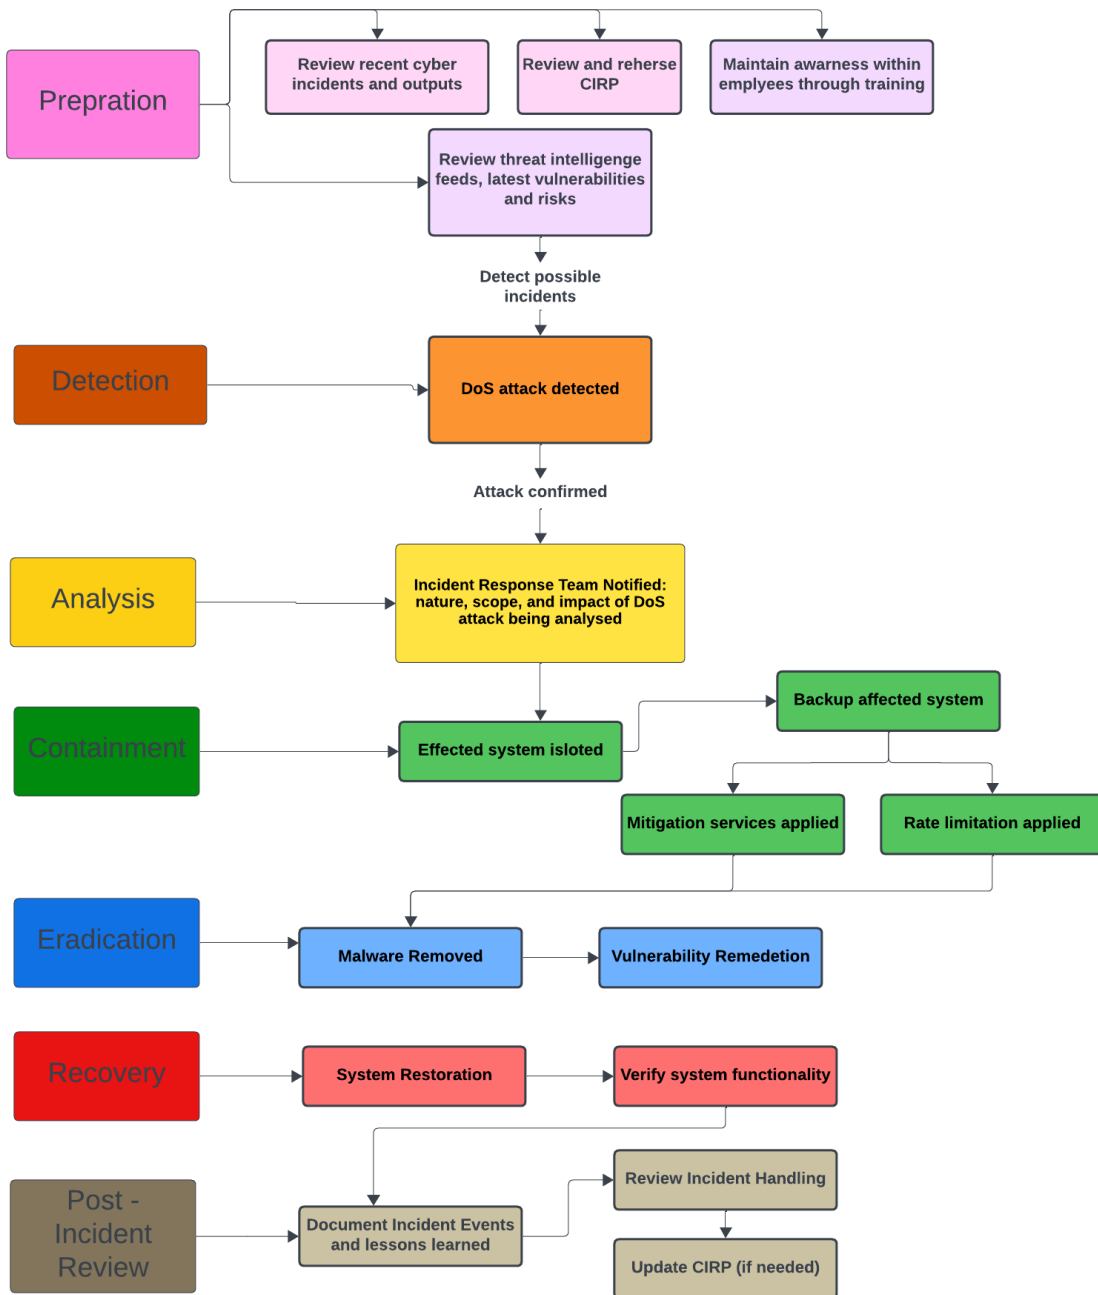 Prepration
Review recent cyber
incidents and outputs
Review and reherse
CIRP
Maintain awarness within
emplyees through training
Review threat intelligence
feeds, latest vulnerabilities
and risks
Detect possible
incidents
Detection
DoS attack detected
Attack confirmed
Analysis
Incident Response Team Notified:
nature, scope, and impact of DoS
attack being analysed
Containment
Effected system isloted
Backup affected system
Mitigation services applied
Rate limitation applied
Eradication
Malware Removed
Vulnerability Remedetion
Recovery
System Restoration
Verify system functionality
Post -
Incident
Review
Document Incident Events
and lessons learned
Review Incident Handling
Update CIRP (if needed)